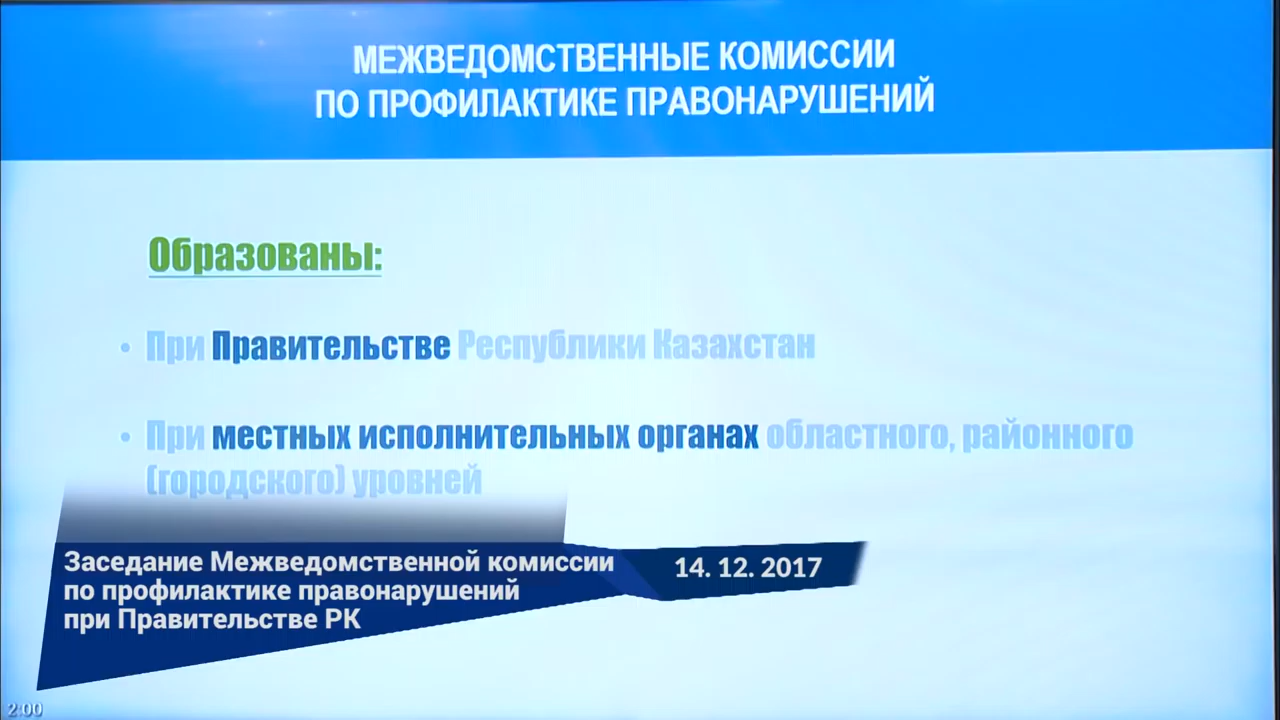 МЕЖВЕДОМСТВЕННЫЕ КОМИССИИ
ПО ПРОФИЛАКТИКЕ ПРАВОНАРУШЕНИЙ
Образованы:
• При Правительстве Республики Казахстан
• При местных исполнительных органах областного, районного
(городского) уровней
Заседание Межведомственной комиссии
по профилактике правонарушений
при Правительстве РК
14. 12. 2017
2:00